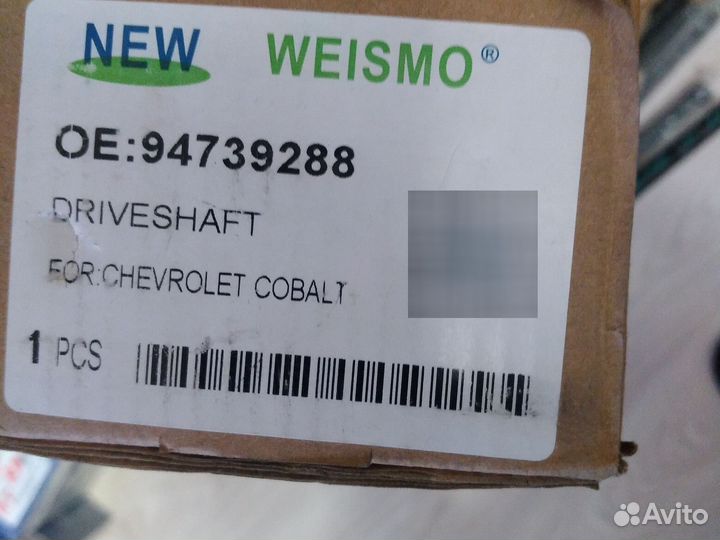 NEW WEISMO®
OE:94739288
DRIVESHAFT
FOR:CHEVROLET COBALT
1 PCS
Avito